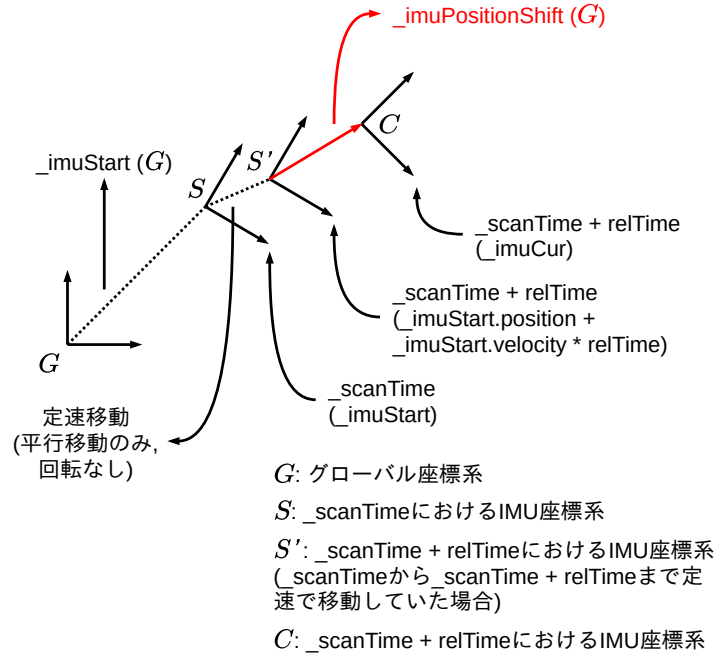 _imuPositionShift (G)
C
S'
_imuStart (G)
S
_scanTime + relTime
(_imuCur)
_scanTime + relTime
(_imuStart.position +
_imuStart.velocity * relTime)
G
_scanTime
(_imuStart)
定速移動
(平行移動のみ,
回転なし)
G: グローバル座標系
S: _scanTimeにおけるIMU座標系
S': _scanTime + relTimeにおけるIMU座標系
(_scanTimeから_scanTime + relTimeまで定
速で移動していた場合)
C: _scanTime + relTimeにおけるIMU座標系